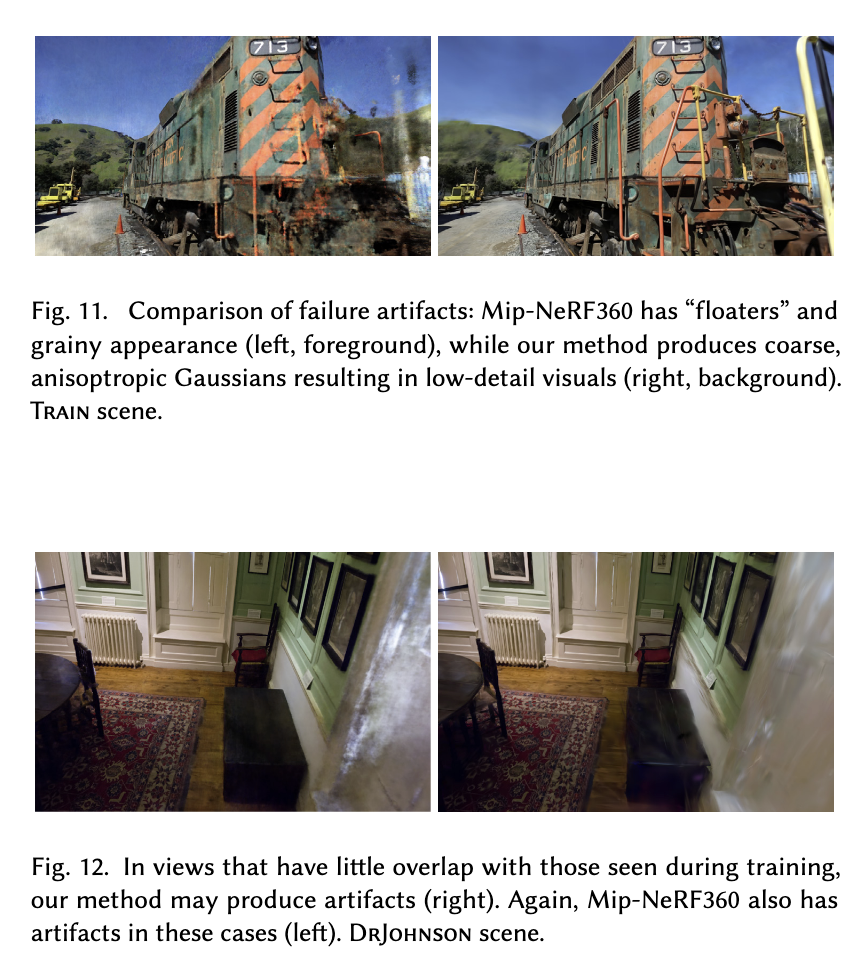 713
713
Fig. 11. Comparison of failure artifacts: Mip-NeRF360 has “floaters” and
grainy appearance (left, foreground), while our method produces coarse,
anisoptropic Gaussians resulting in low-detail visuals (right, background).
Train scene.
Fig. 12. In views that have little overlap with those seen during training,
our method may produce artifacts (right). Again, Mip-NeRF360 also has
artifacts in these cases (left). DrJohnson scene.